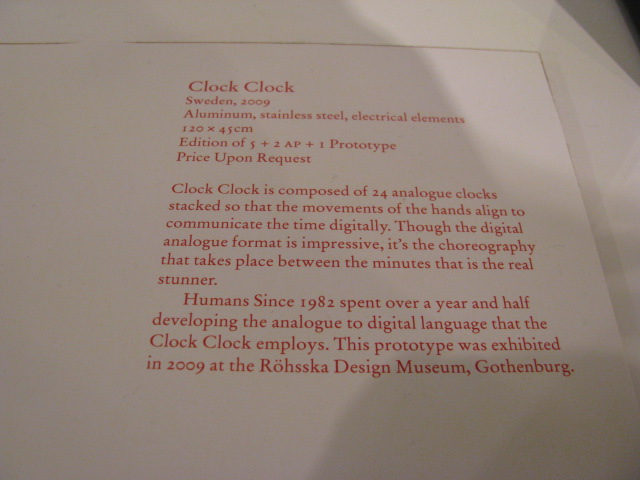 Clock Clock
Sweden, 2009
Aluminum, stainless steel, electrical elements
120 × 45cm
Edition of 5 + 2 AP + 1 Prototype
Price Upon Request
Clock Clock is composed of 24 analogue clocks
stacked so that the movements of the hands align to
communicate the time digitally. Though the digital
analogue format is impressive, it's the choreography
that takes place between the minutes that is the real
stunner.
Humans Since 1982 spent over a year and half
developing the analogue to digital language that the
Clock Clock employs. This prototype was exhibited
in 2009 at the Röhsska Design Museum, Gothenburg.